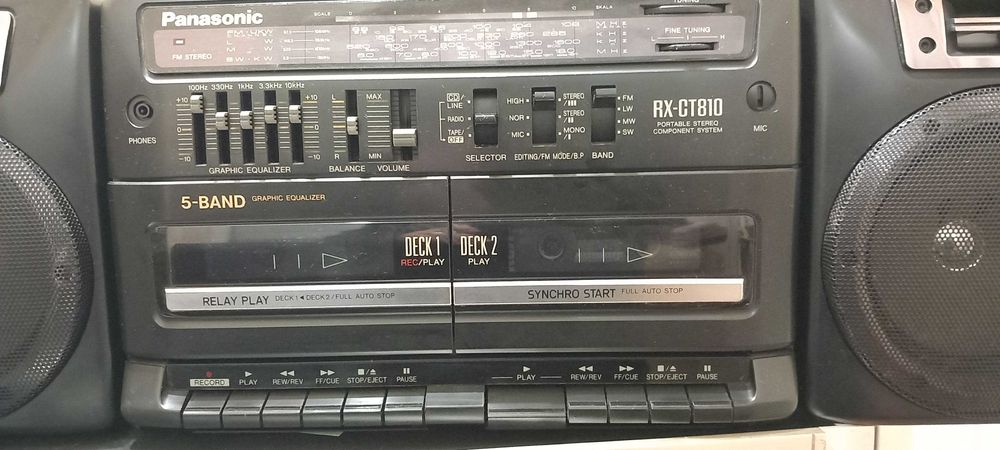 Panasonic
SCALE
SKALA
TUNING
FM STEREO
FINE TUNING
100Hz 330Hz 1kHz 3.3kHz 10kHz
+10 0 -10
+10 0 -10
GRAPHIC EQUALIZER
L
R
BALANCE
MAX
MIN
VOLUME
PHONES
CD/
LINE
RADIO
TAPE/
OFF
SELECTOR
HIGH
NOR
MIC
STEREO
STEREO
MONO
EDITING/FM MODE/B.P
FM
LW
MW
SW
BAND
RX-CT810
PORTABLE STEREO
COMPONENT SYSTEM
MIC
5-BAND GRAPHIC EQUALIZER
DECK 1
REC/PLAY
DECK 2
PLAY
RELAY PLAY DECK 1 ◄ DECK 2/FULL AUTO STOP
SYNCHRO START FULL AUTO STOP
RECORD PLAY REW/REV FF/CUE STOP/EJECT PAUSE
PLAY REW/REV FF/CUE STOP/EJECT PAUSE